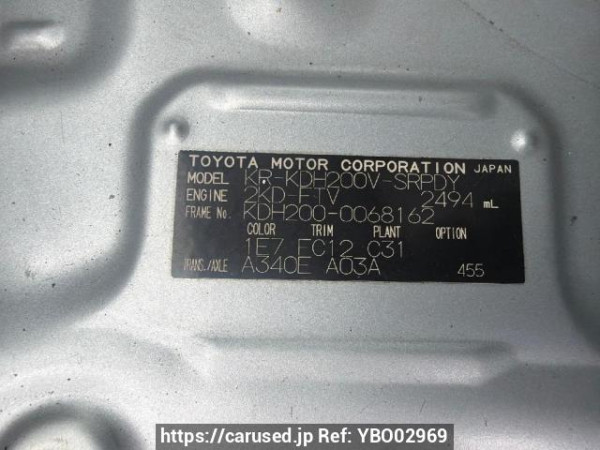 TOYOTA MOTOR CORPORATION JAPAN
MODEL KR-KDH200V-SRPDY
ENGINE 2KD-FTV 2494 mL
FRAME No. KDH200-0068162
COLOR TRIM PLANT OPTION
1E7 FC12 C31
TRANS./AXLE A340E A03A 455
https://carused.jp Ref: YBO02969